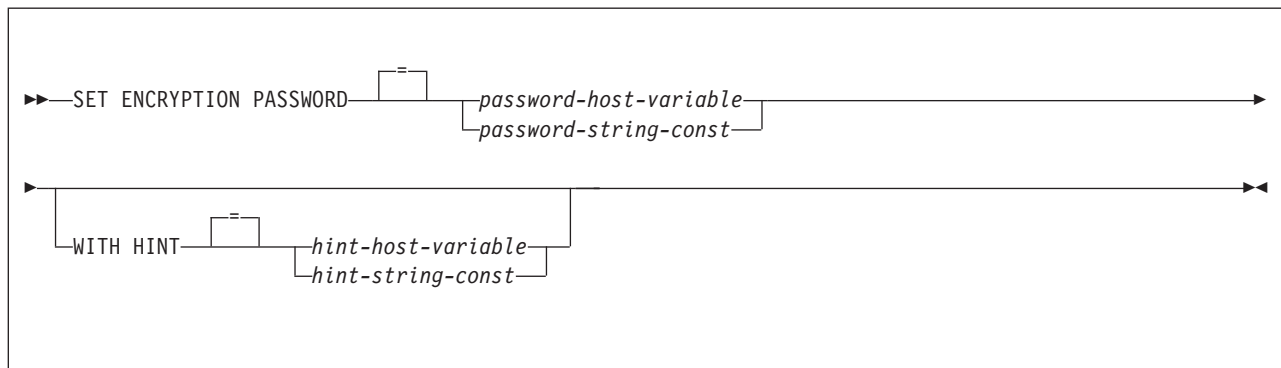 =
SET ENCRYPTION PASSWORD password-host-variable
password-string-const
=
WITH HINT hint-host-variable
hint-string-const